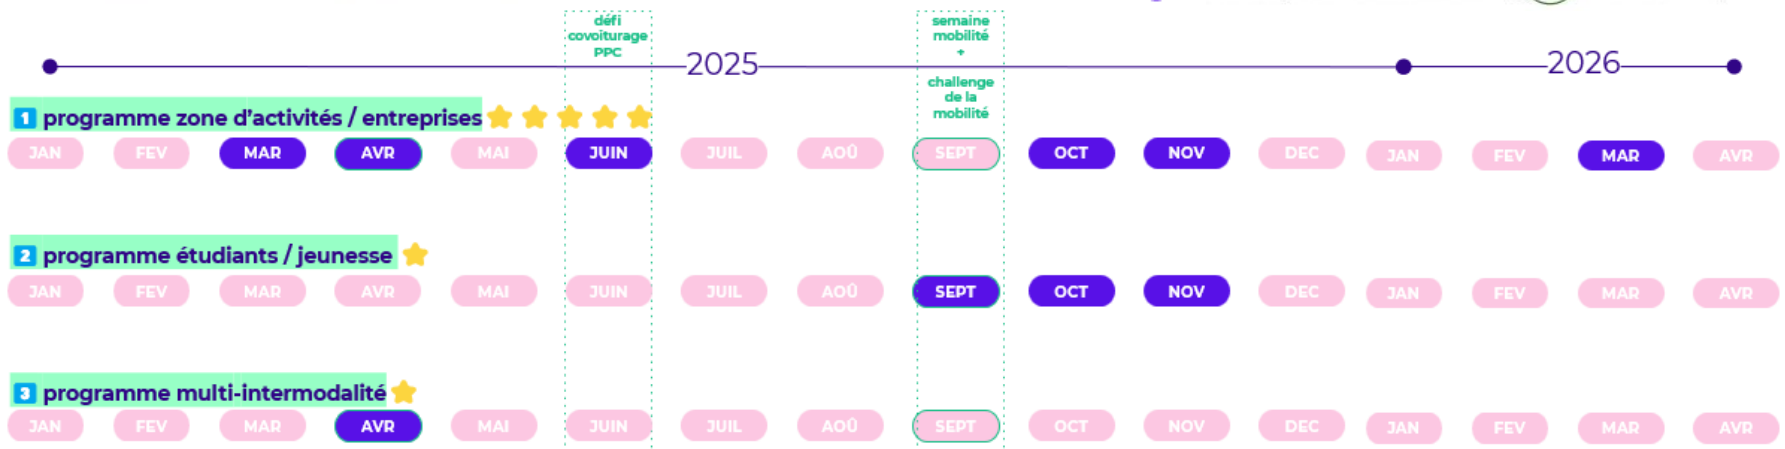 défi
covoiturage
PPC
semaine
mobilité
+
challenge
de la
mobilité
2025
2026
1 programme zone d'activités / entreprises
JAN FEV MAR AVR MAI JUIN JUIL AOÛ SEPT OCT NOV DEC JAN FEV MAR AVR
2 programme étudiants / jeunesse
JAN FEV MAR AVR MAI JUIN JUIL AOÛ SEPT OCT NOV DEC JAN FEV MAR AVR
3 programme multi-intermodalité
JAN FEV MAR AVR MAI JUIN JUIL AOÛ SEPT OCT NOV DEC JAN FEV MAR AVR